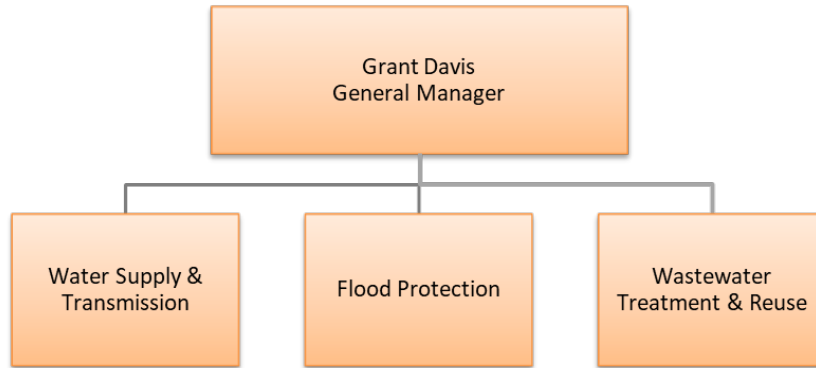 Grant Davis
General Manager
Water Supply &
Transmission
Flood Protection
Wastewater
Treatment & Reuse